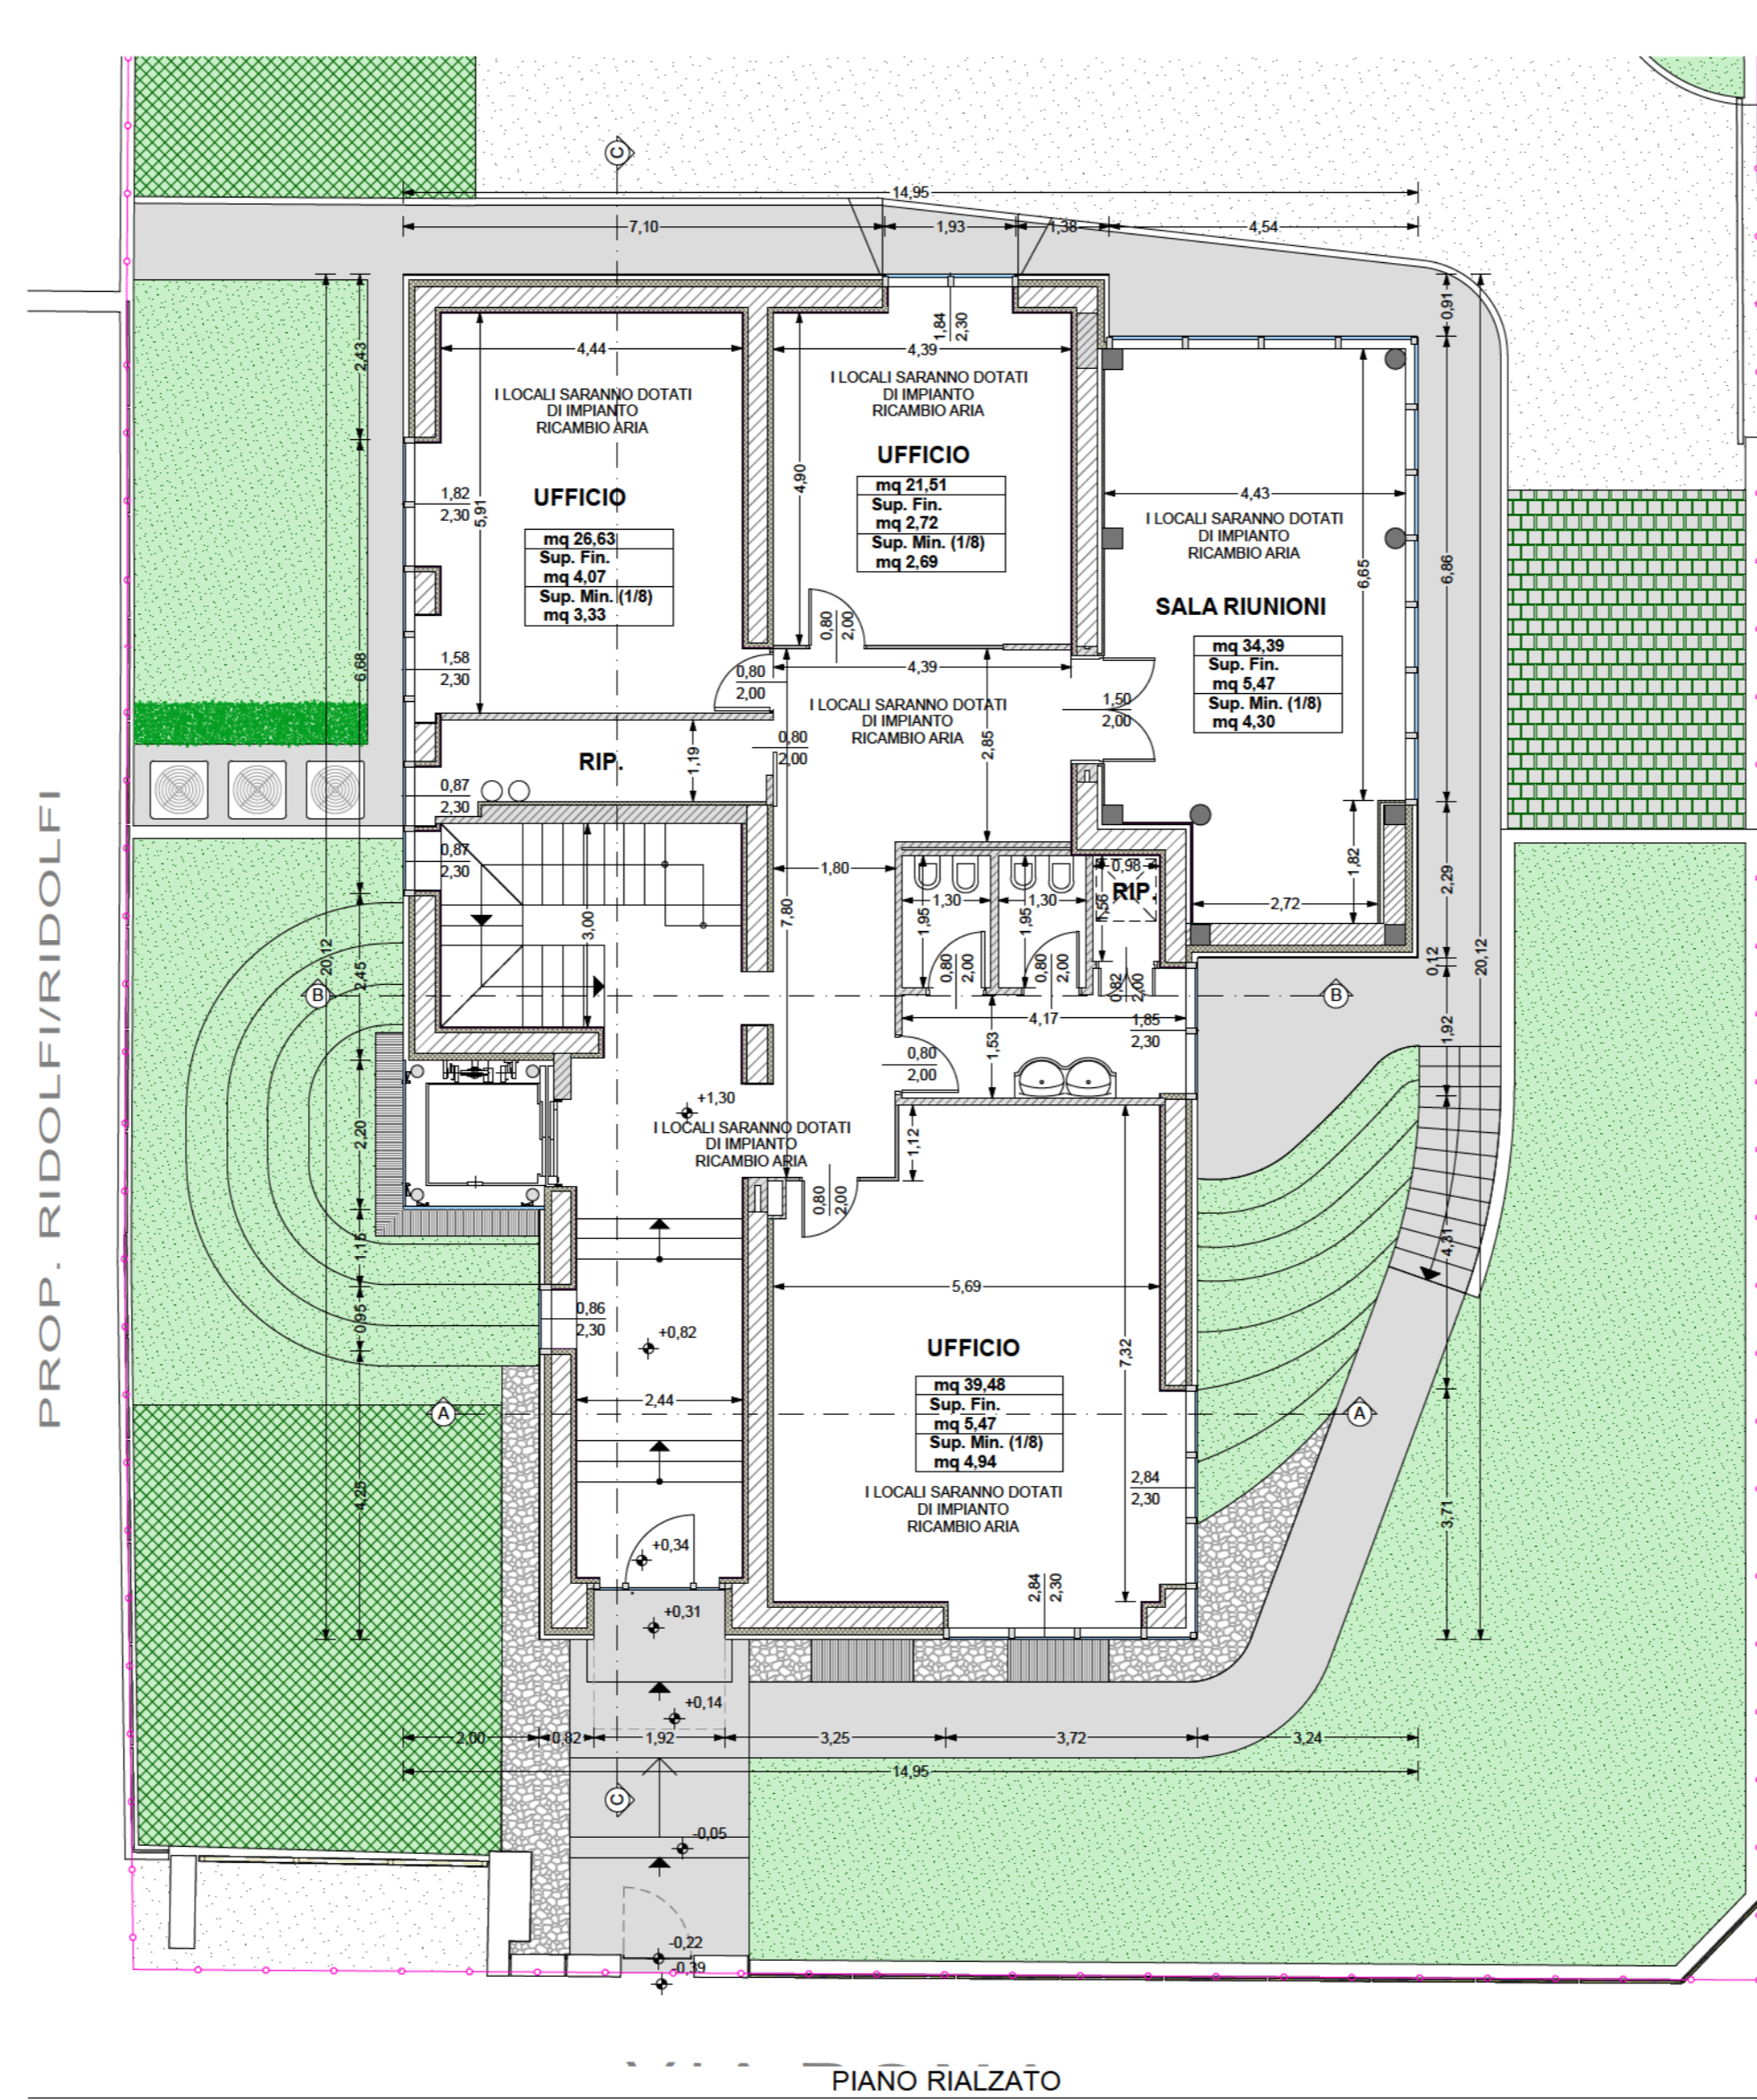 C
14,95
7,10
1,93
1,38
4,54
2,43
0,91
1,84
2,30
4,44
4,39
I LOCALI SARANNO DOTATI
DI IMPIANTO
RICAMBIO ARIA
I LOCALI SARANNO DOTATI
DI IMPIANTO
RICAMBIO ARIA
UFFICIO
mq 21,51
Sup. Fin.
mq 2,72
Sup. Min. (1/8)
mq 2,69
4,90
UFFICIO
mq 26,63
Sup. Fin.
mq 4,07
Sup. Min. (1/8)
mq 3,33
1,82
2,30
5,91
4,43
I LOCALI SARANNO DOTATI
DI IMPIANTO
RICAMBIO ARIA
6,65
6,86
SALA RIUNIONI
mq 34,39
Sup. Fin.
mq 5,47
Sup. Min. (1/8)
mq 4,30
0,80
2,00
1,58
2,30
6,68
0,80
2,00
4,39
1,50
2,00
I LOCALI SARANNO DOTATI
DI IMPIANTO
RICAMBIO ARIA
2,85
0,80
2,00
RIP.
1,19
0,87
2,30
0,87
2,30
PROP. RIDOLFI/RIDOLFI
3,00
1,80
7,80
1,30
1,95
1,30
1,95
0,98
RIP.
1,56
1,82
2,72
2,29
0,12
20,12
20,12
2,45
B
B
0,80
2,00
0,80
2,00
0,82
2,00
4,17
1,85
2,30
1,92
1,53
0,80
2,00
+1,30
I LOCALI SARANNO DOTATI
DI IMPIANTO
RICAMBIO ARIA
1,12
2,20
0,80
2,00
1,15
4,31
0,95
0,86
2,30
+0,82
5,69
7,32
UFFICIO
mq 39,48
Sup. Fin.
mq 5,47
Sup. Min. (1/8)
mq 4,94
I LOCALI SARANNO DOTATI
DI IMPIANTO
RICAMBIO ARIA
2,44
A
A
2,84
2,30
4,25
3,71
+0,34
2,84
2,30
+0,31
+0,14
2,00
0,82
1,92
3,25
3,72
3,24
14,95
C
-0,05
-0,22
-0,39
PIANO RIALZATO